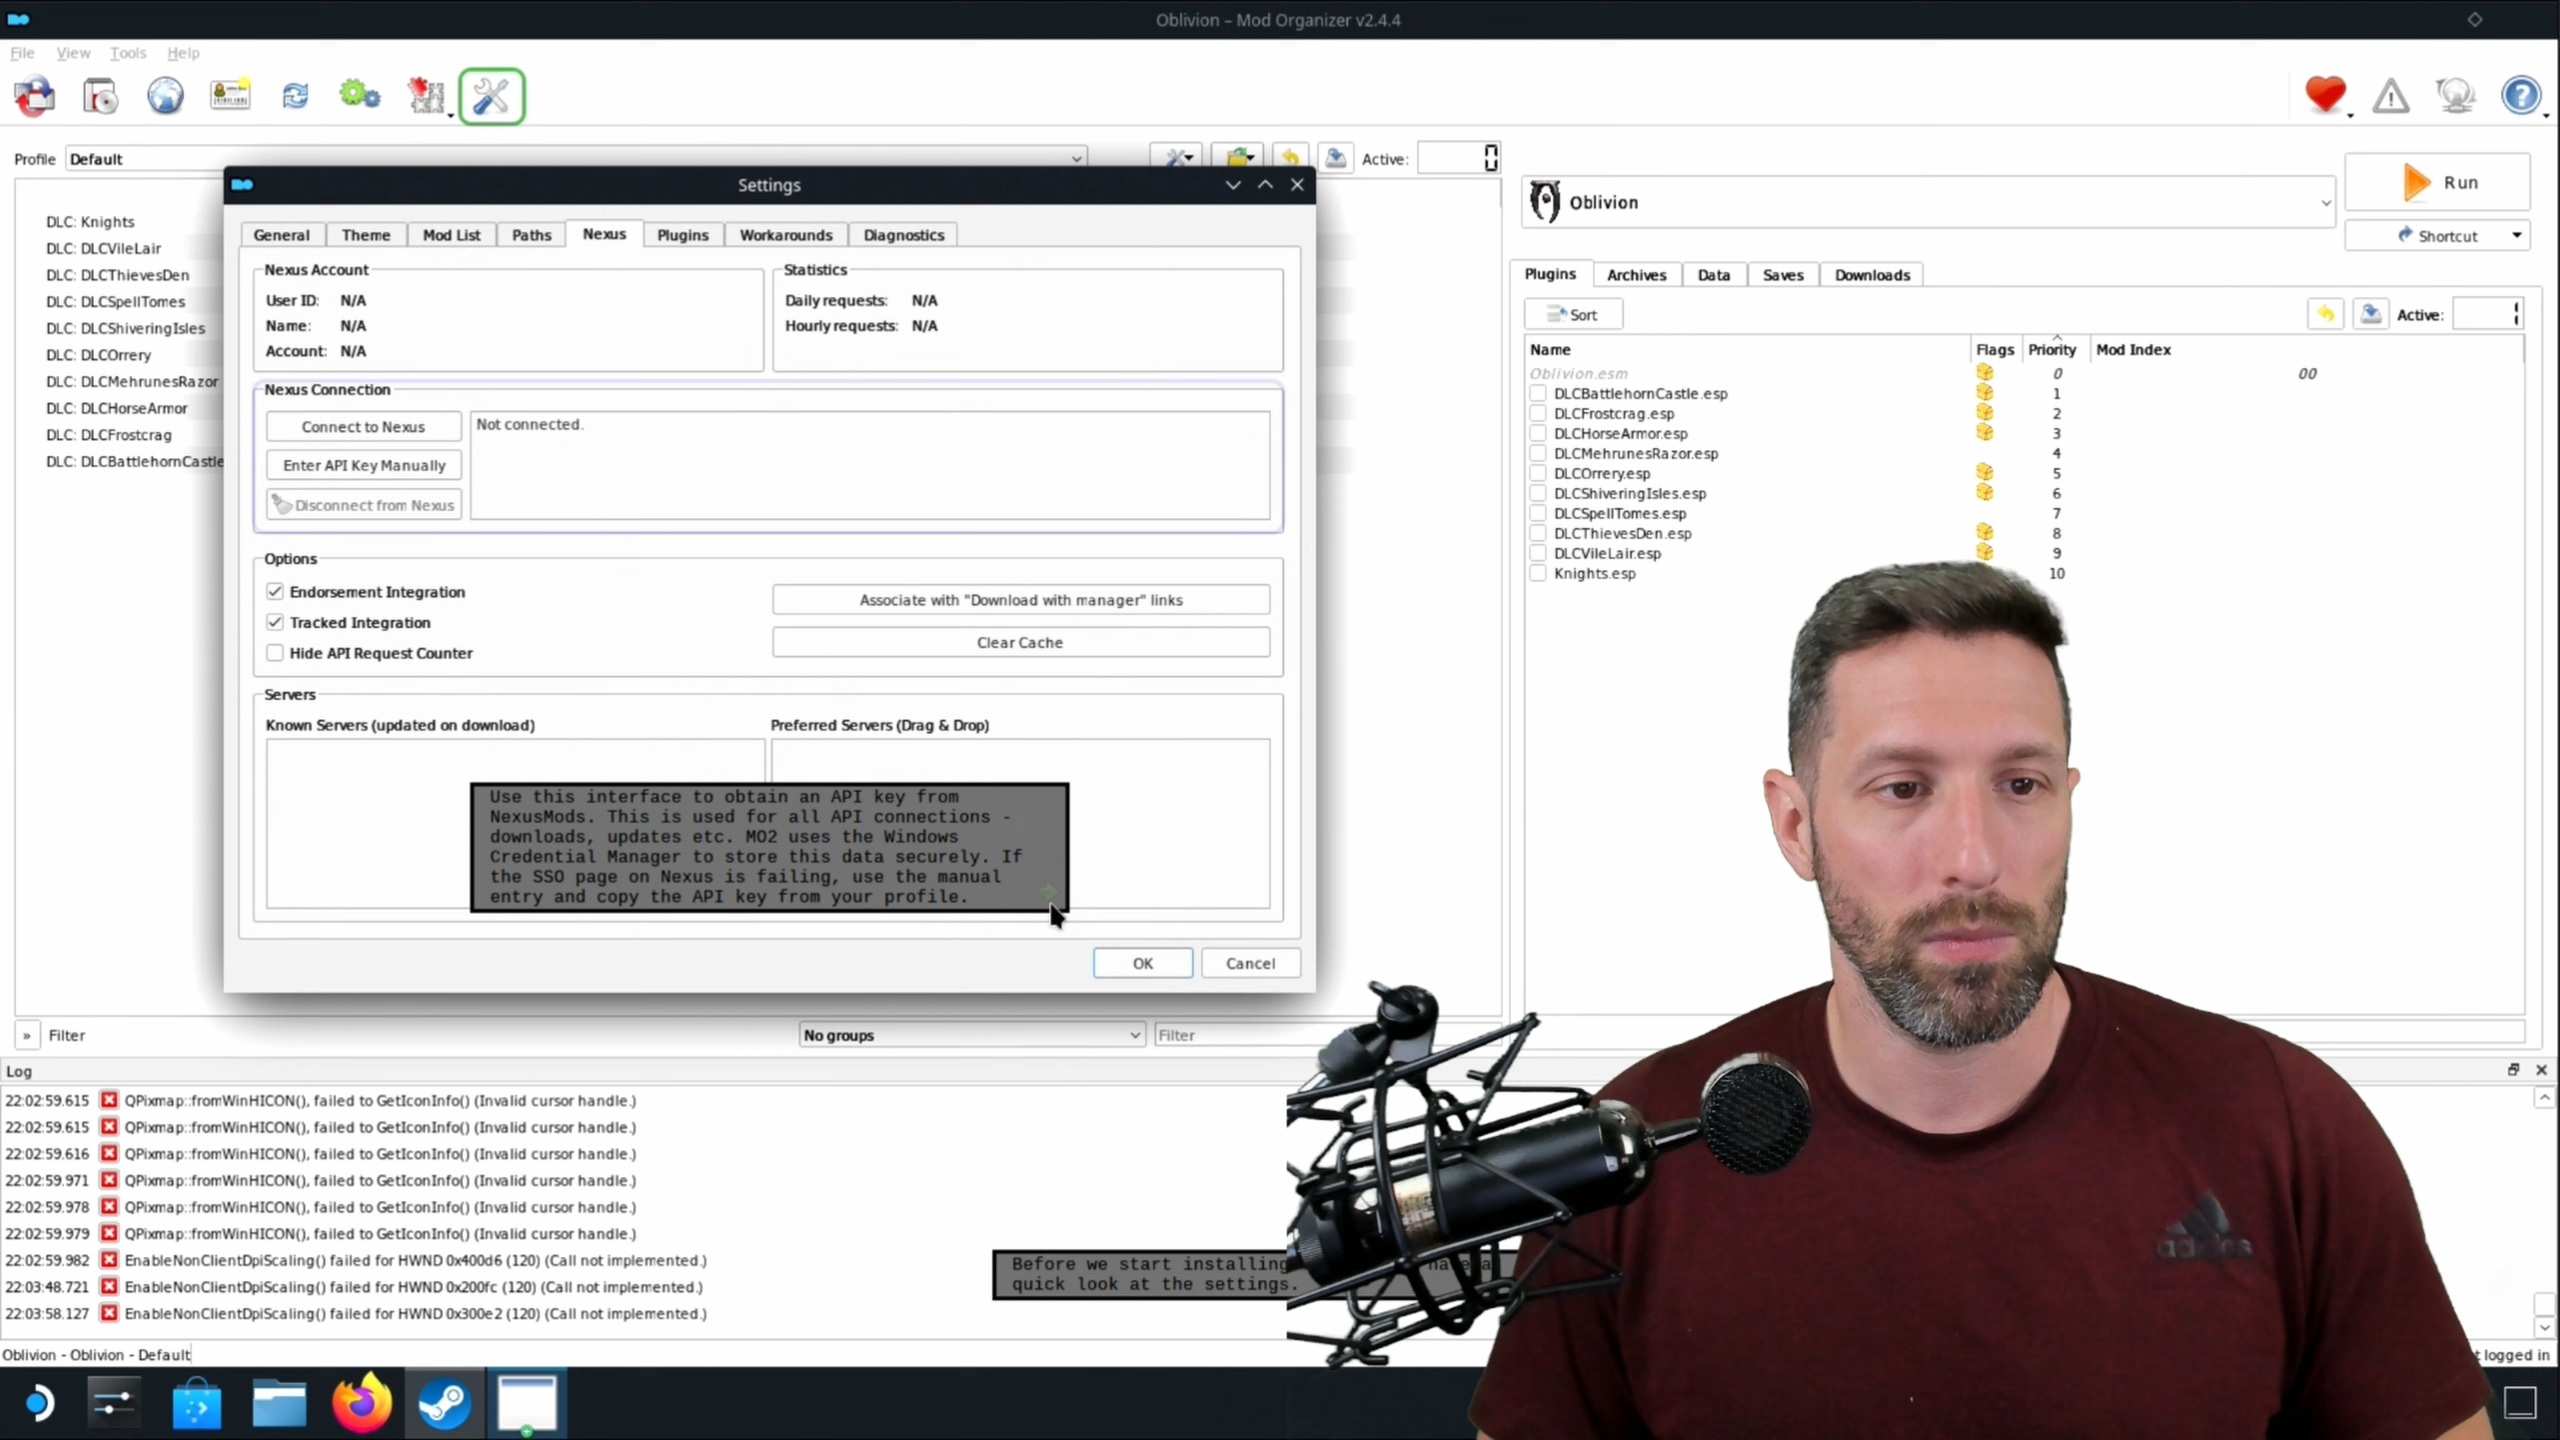 Oblivion – Mod Organizer v2.4.4
File View Tools Help
Profile Default
Active: 0
DLC: Knights
DLC: DLCVileLair
DLC: DLCThievesDen
DLC: DLCSpellTomes
DLC: DLCShiveringIsles
DLC: DLCOrrery
DLC: DLCMehrunesRazor
DLC: DLCHorseArmor
DLC: DLCFrostcrag
DLC: DLCBattlehornCastle
Settings
General Theme Mod List Paths Nexus Plugins Workarounds Diagnostics
Nexus Account
User ID: N/A
Name: N/A
Account: N/A
Statistics
Daily requests: N/A
Hourly requests: N/A
Nexus Connection
Connect to Nexus
Enter API Key Manually
Disconnect from Nexus
Not connected.
Options
Endorsement Integration
Tracked Integration
Hide API Request Counter
Associate with "Download with manager" links
Clear Cache
Servers
Known Servers (updated on download)
Preferred Servers (Drag & Drop)
Use this interface to obtain an API key from
NexusMods. This is used for all API connections -
downloads, updates etc. MO2 uses the Windows
Credential Manager to store this data securely. If
the SSO page on Nexus is failing, use the manual
entry and copy the API key from your profile.
OK Cancel
Oblivion
Run
Shortcut
Plugins Archives Data Saves Downloads
Sort
Active: 1
Name Flags Priority Mod Index
Oblivion.esm 0 00
DLCBattlehornCastle.esp 1
DLCFrostcrag.esp 2
DLCHorseArmor.esp 3
DLCMehrunesRazor.esp 4
DLCOrrery.esp 5
DLCShiveringIsles.esp 6
DLCSpellTomes.esp 7
DLCThievesDen.esp 8
DLCVileLair.esp 9
Knights.esp 10
» Filter
No groups
Filter
Log
22:02:59.615 QPixmap::fromWinHICON(), failed to GetIconInfo() (Invalid cursor handle.)
22:02:59.615 QPixmap::fromWinHICON(), failed to GetIconInfo() (Invalid cursor handle.)
22:02:59.616 QPixmap::fromWinHICON(), failed to GetIconInfo() (Invalid cursor handle.)
22:02:59.971 QPixmap::fromWinHICON(), failed to GetIconInfo() (Invalid cursor handle.)
22:02:59.978 QPixmap::fromWinHICON(), failed to GetIconInfo() (Invalid cursor handle.)
22:02:59.979 QPixmap::fromWinHICON(), failed to GetIconInfo() (Invalid cursor handle.)
22:02:59.982 EnableNonClientDpiScaling() failed for HWND 0x400d6 (120) (Call not implemented.)
22:03:48.721 EnableNonClientDpiScaling() failed for HWND 0x200fc (120) (Call not implemented.)
22:03:58.127 EnableNonClientDpiScaling() failed for HWND 0x300e2 (120) (Call not implemented.)
Before we start installing
quick look at the settings.
adidas
Oblivion - Oblivion - Default
logged in